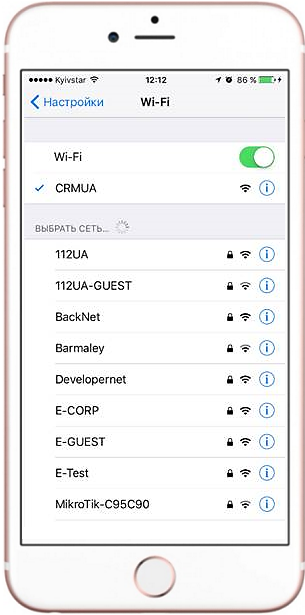 Kyivstar 12:12 86 %
Настройки Wi-Fi
Wi-Fi
CRMUA
ВЫБРАТЬ СЕТЬ...
112UA
112UA-GUEST
BackNet
Barmaley
Developernet
E-CORP
E-GUEST
E-Test
MikroTik-C95C90